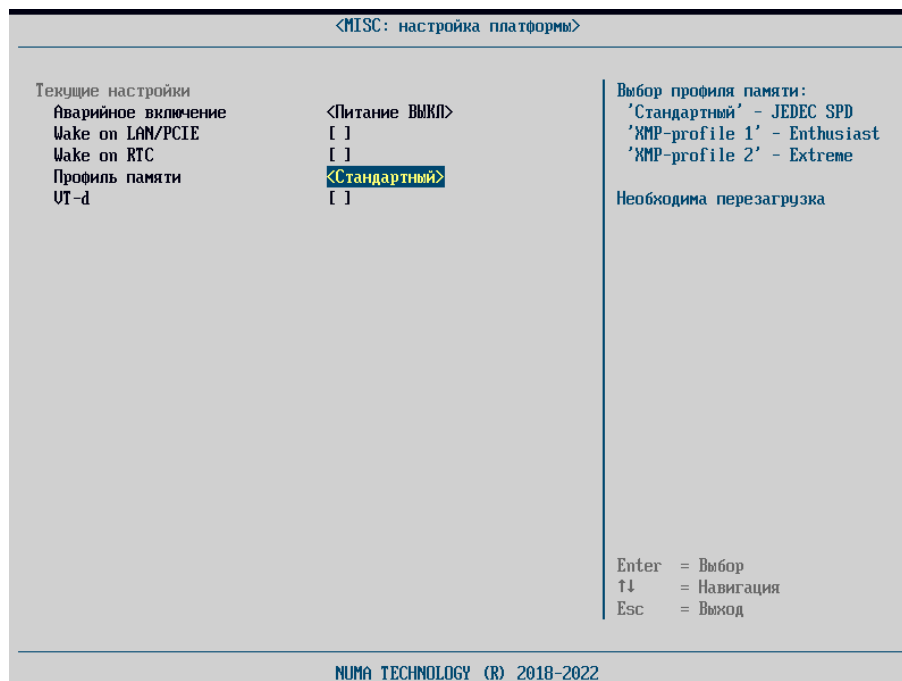 <MISC: настройка платформы>
Текущие настройки
Аварийное включение <Питание ВЫКЛ>
Wake on LAN/PCIE [ ]
Wake on RTC [ ]
Профиль памяти <Стандартный>
VT-d [ ]
Выбор профиля памяти:
'Стандартный' - JEDEC SPD
'XMP-profile 1' - Enthusiast
'XMP-profile 2' - Extreme
Необходима перезагрузка
Enter = Выбор
↑↓ = Навигация
Esc = Выход
NUMA TECHNOLOGY (R) 2018-2022